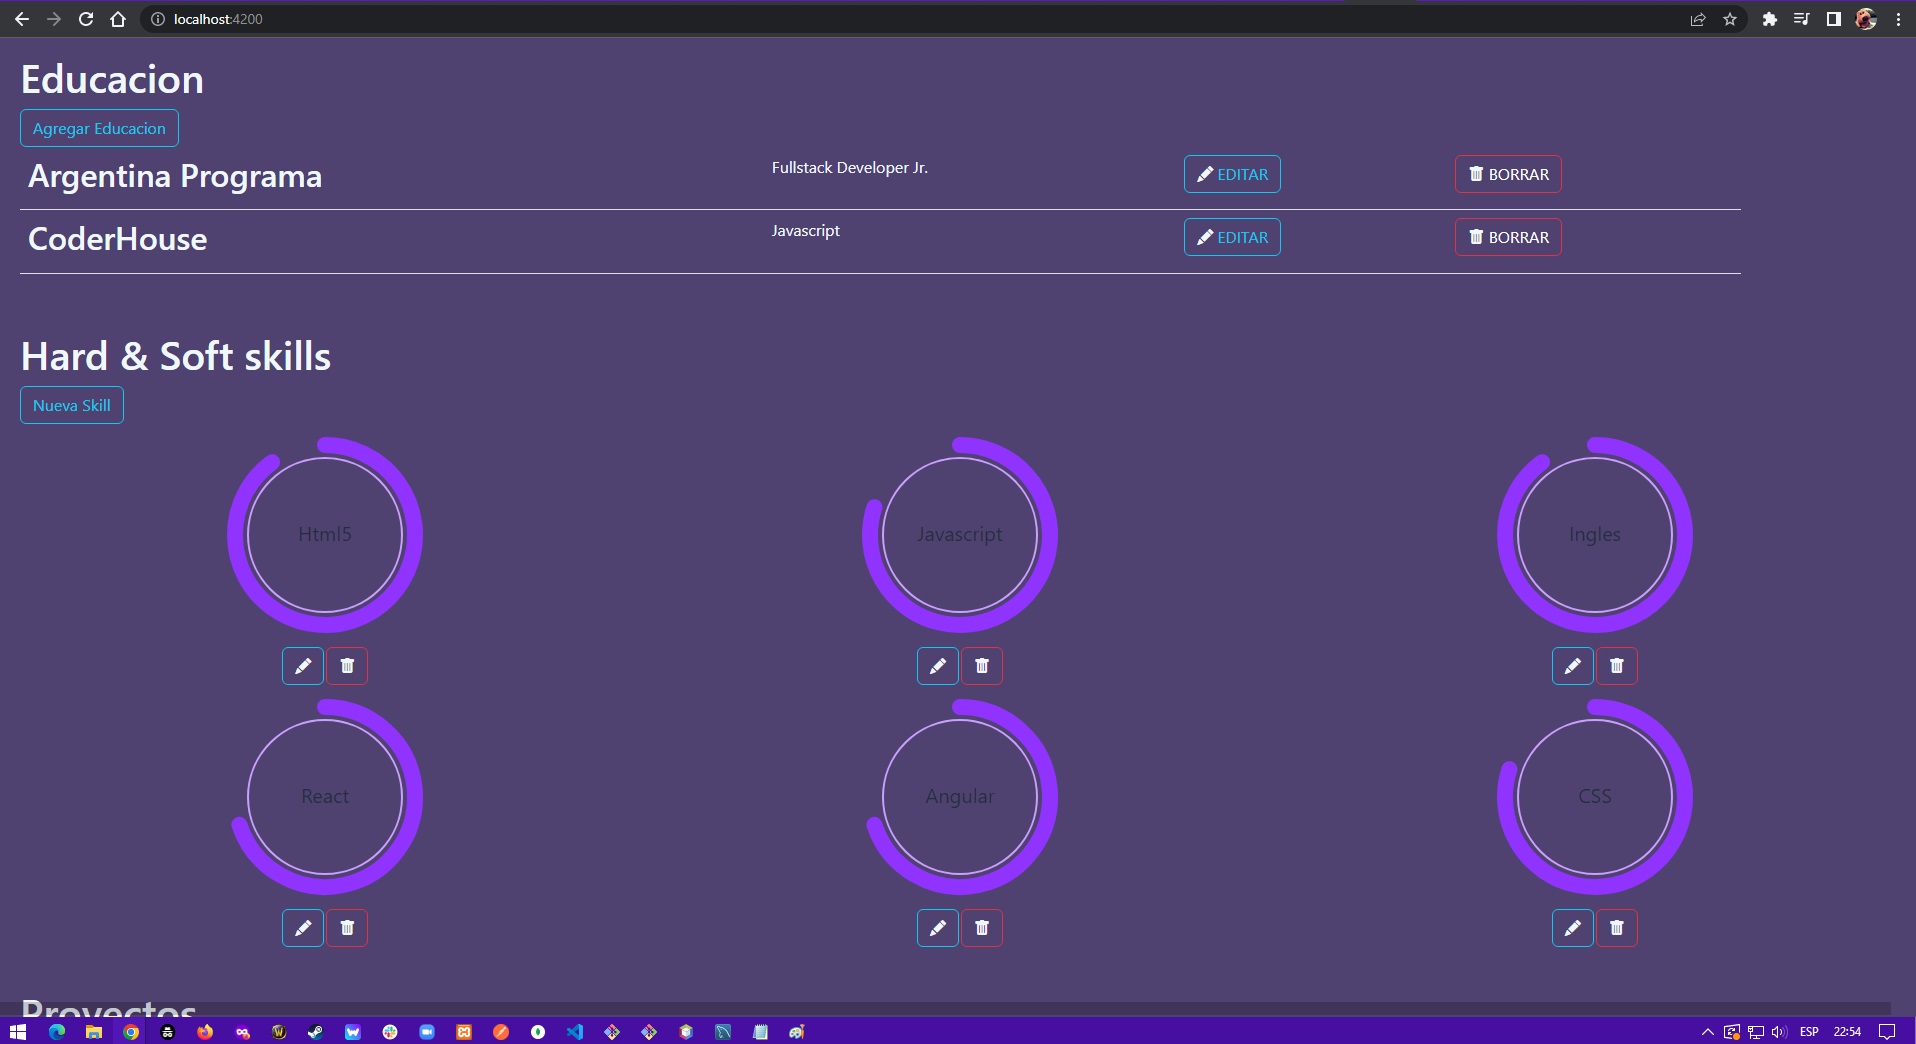 localhost:4200
Educacion
Agregar Educacion
Argentina Programa Fullstack Developer Jr. EDITAR BORRAR
CoderHouse Javascript EDITAR BORRAR
Hard & Soft skills
Nueva Skill
Html5 Javascript Ingles
React Angular CSS
Proyectos
ESP 22:54